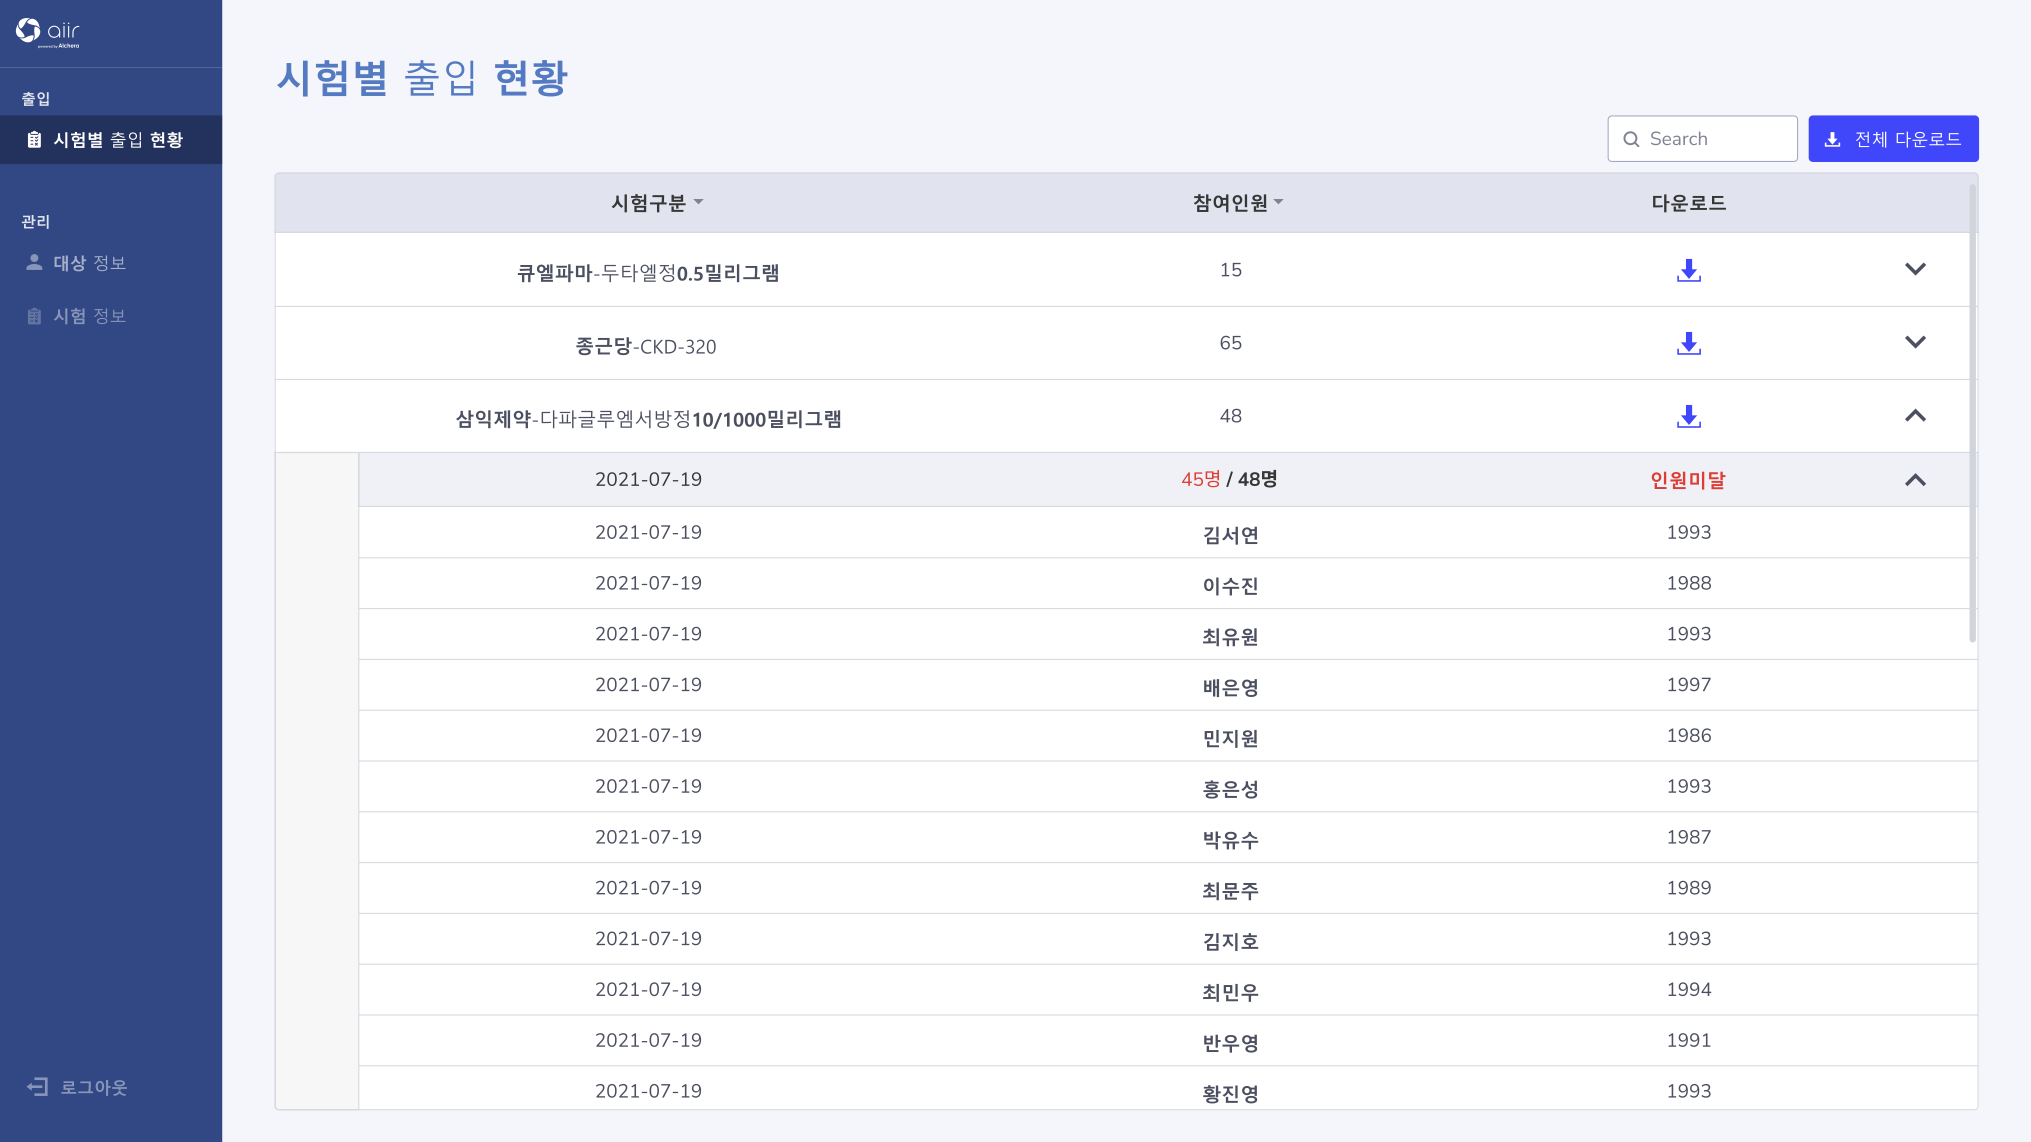 aiir
powered by Alchera
출입
시험별 출입 현황
관리
대상 정보
시험 정보
로그아웃
시험별 출입 현황
Search
전체 다운로드
시험구분 참여인원 다운로드
큐엘파마-두타엘정0.5밀리그램 15
종근당-CKD-320 65
삼익제약-다파글루엠서방정10/1000밀리그램 48
2021-07-19 45명 / 48명 인원미달
2021-07-19 김서연 1993
2021-07-19 이수진 1988
2021-07-19 최유원 1993
2021-07-19 배은영 1997
2021-07-19 민지원 1986
2021-07-19 홍은성 1993
2021-07-19 박유수 1987
2021-07-19 최문주 1989
2021-07-19 김지호 1993
2021-07-19 최민우 1994
2021-07-19 반우영 1991
2021-07-19 황진영 1993